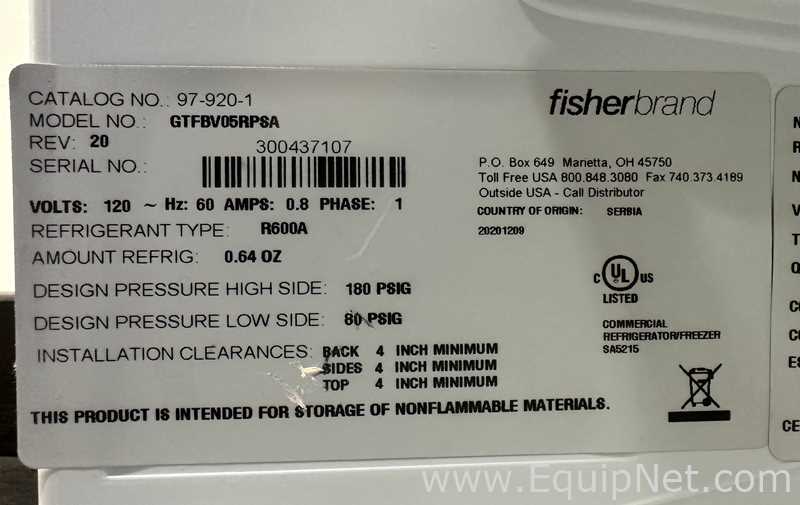 CATALOG NO.: 97-920-1
MODEL NO.: GTFBV05RPSA
REV: 20
300437107
SERIAL NO.:
fisherbrand
P.O. Box 649 Marietta, OH 45750
Toll Free USA 800.848.3080 Fax 740.373.4189
Outside USA - Call Distributor
COUNTRY OF ORIGIN: SERBIA
20201209
VOLTS: 120 ~ Hz: 60 AMPS: 0.8 PHASE: 1
REFRIGERANT TYPE: R600A
AMOUNT REFRIG: 0.64 OZ
DESIGN PRESSURE HIGH SIDE: 180 PSIG
DESIGN PRESSURE LOW SIDE: 80 PSIG
INSTALLATION CLEARANCES: BACK 4 INCH MINIMUM
SIDES 4 INCH MINIMUM
TOP 4 INCH MINIMUM
C UL US
LISTED
COMMERCIAL
REFRIGERATOR/FREEZER
SA5215
THIS PRODUCT IS INTENDED FOR STORAGE OF NONFLAMMABLE MATERIALS.
www.EquipNet.com